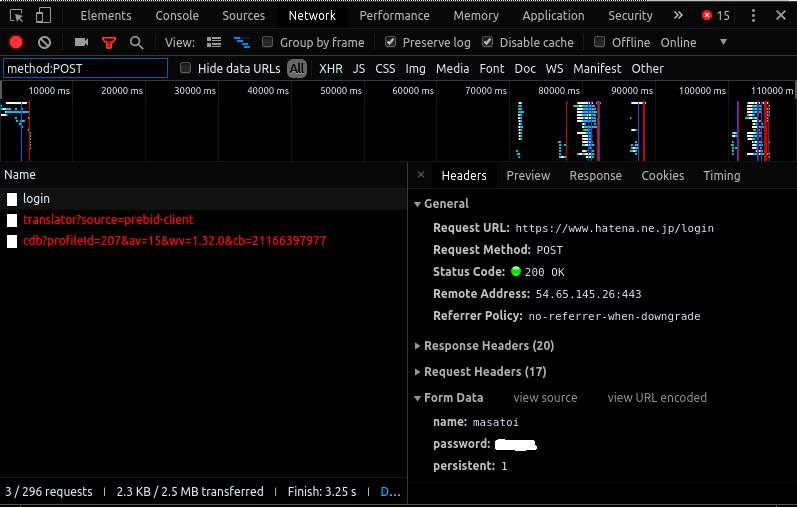 Elements Console Sources Network Performance Memory Application Security » 15
View: Group by frame Preserve log Disable cache Offline Online
method:POST Hide data URLs All XHR JS CSS Img Media Font Doc WS Manifest Other
10000 ms 20000 ms 30000 ms 40000 ms 50000 ms 60000 ms 70000 ms 80000 ms 90000 ms 100000 ms 110000 m
Name
login
translator?source=prebid-client
cdb?profileId=207&av=15&wv=1.32.0&cb=21166397977
3 / 296 requests | 2.3 KB / 2.5 MB transferred | Finish: 3.25 s | D…
× Headers Preview Response Cookies Timing
General
Request URL: https://www.hatena.ne.jp/login
Request Method: POST
Status Code: 200 OK
Remote Address: 54.65.145.26:443
Referrer Policy: no-referrer-when-downgrade
Response Headers (20)
Request Headers (17)
Form Data view source view URL encoded
name: masatoi
password:
persistent: 1